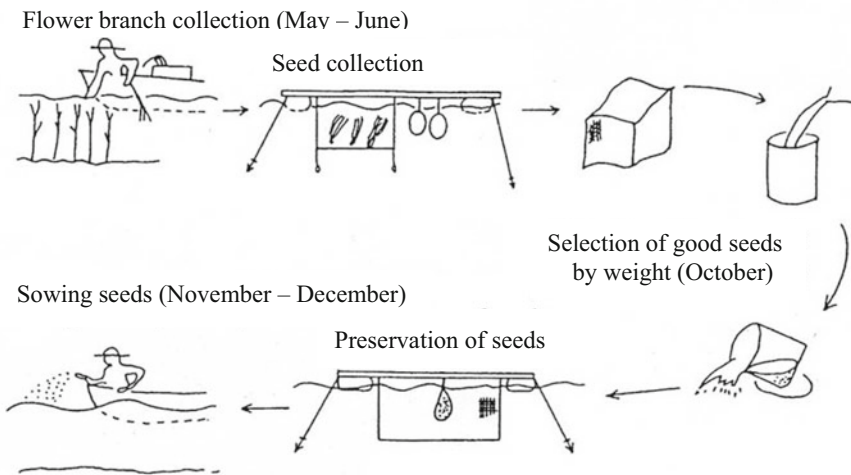 Flower branch collection (May – June)
Seed collection
Selection of good seeds
by weight (October)
Sowing seeds (November – December)
Preservation of seeds